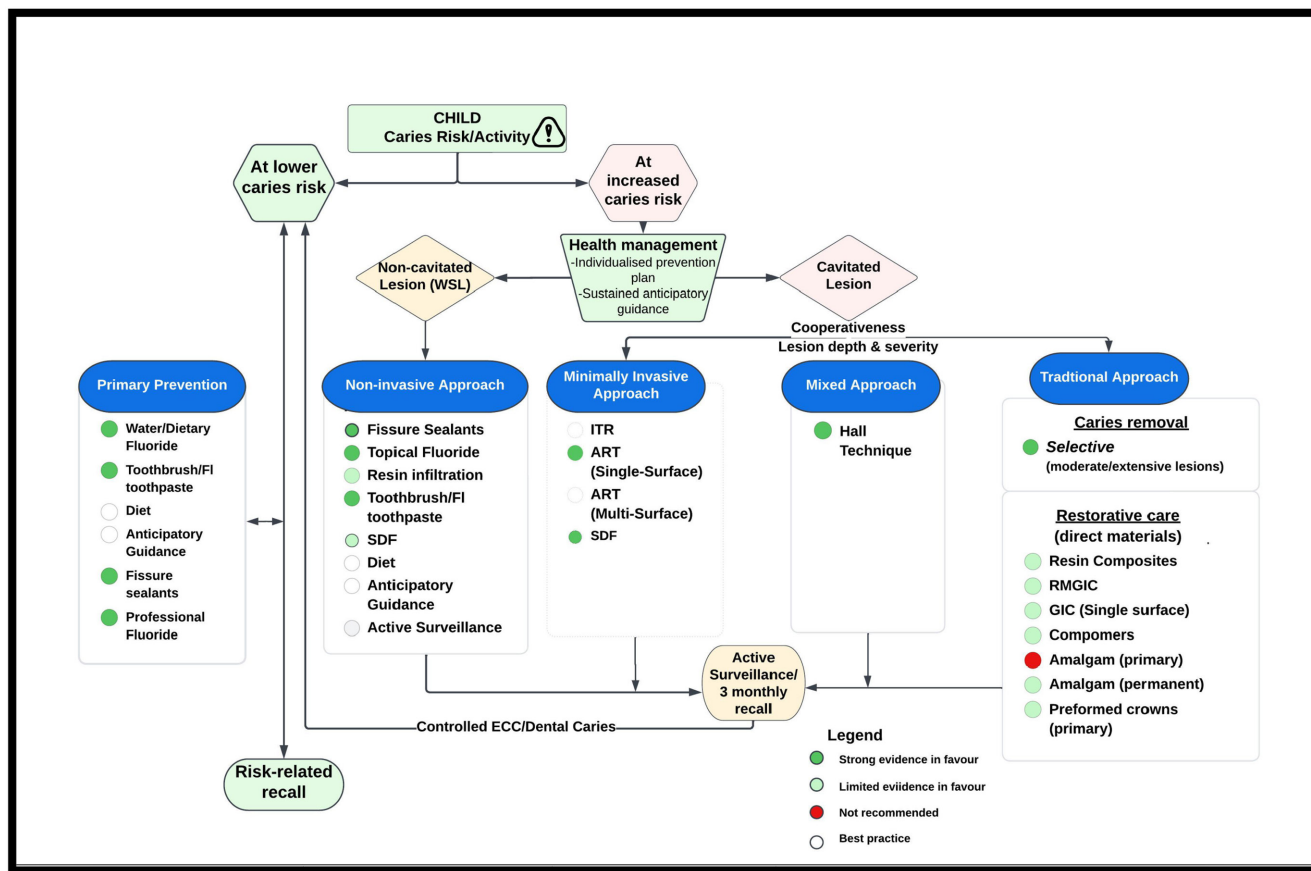 CHILD
Caries Risk/Activity
At lower
caries risk
At
increased
caries risk
Health management
-Individualised prevention
plan
-Sustained anticipatory
guidance
Non-cavitated
Lesion (WSL)
Cavitated
Lesion
Cooperativeness
Lesion depth & severity
Primary Prevention
Water/Dietary
Fluoride
Toothbrush/Fl
toothpaste
Diet
Anticipatory
Guidance
Fissure
sealants
Professional
Fluoride
Non-invasive Approach
Fissure Sealants
Topical Fluoride
Resin infiltration
Toothbrush/Fl
toothpaste
SDF
Diet
Anticipatory
Guidance
Active Surveillance
Minimally Invasive
Approach
ITR
ART
(Single-Surface)
ART
(Multi-Surface)
SDF
Mixed Approach
Hall
Technique
Tradtional Approach
Caries removal
Selective
(moderate/extensive lesions)
Restorative care
(direct materials)
Resin Composites
RMGIC
GIC (Single surface)
Compomers
Amalgam (primary)
Amalgam (permanent)
Preformed crowns
(primary)
Active
Surveillance/
3 monthly
recall
Controlled ECC/Dental Caries
Risk-related
recall
Legend
Strong evidence in favour
Limited eviidence in favour
Not recommended
Best practice